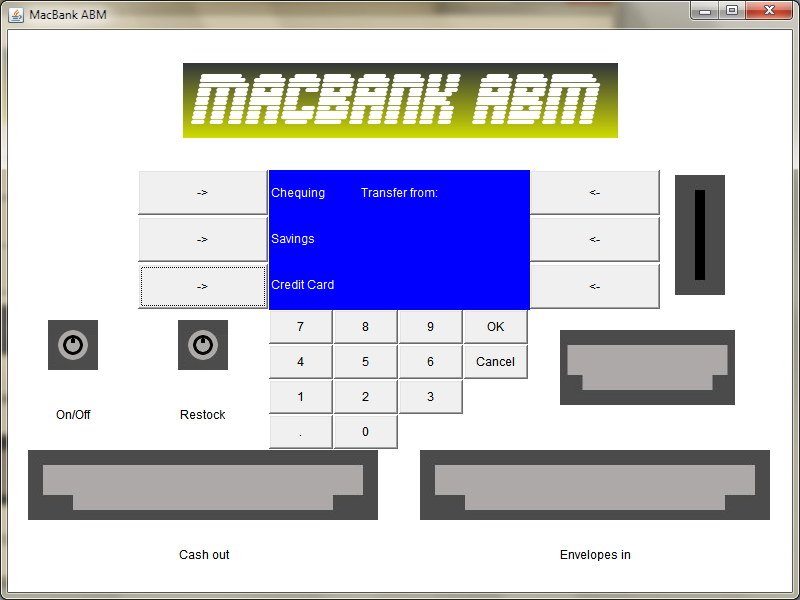 MacBank ABM
MACBANK ABM
-> Chequing Transfer from: <-
-> Savings <-
-> Credit Card <-
7 8 9 OK
4 5 6 Cancel
1 2 3
. 0
On/Off Restock
Cash out Envelopes in